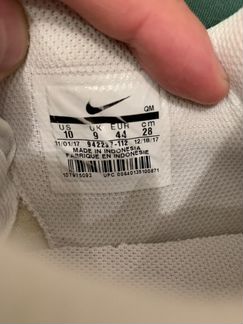 QM
US UK EUR cm
10 9 44 28
11/01/17 942237-112 12/18/17
MADE IN INDONESIA
FABRIQUE EN INDONESIE